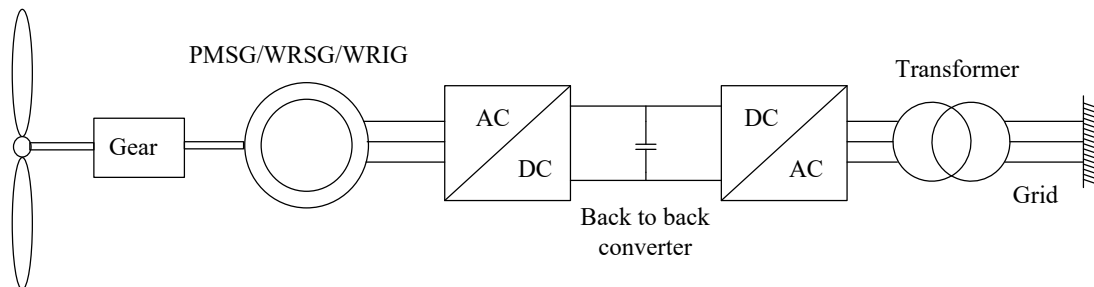 PMSG/WRSG/WRIG
Transformer
Gear
AC
DC
DC
AC
Back to back
converter
Grid